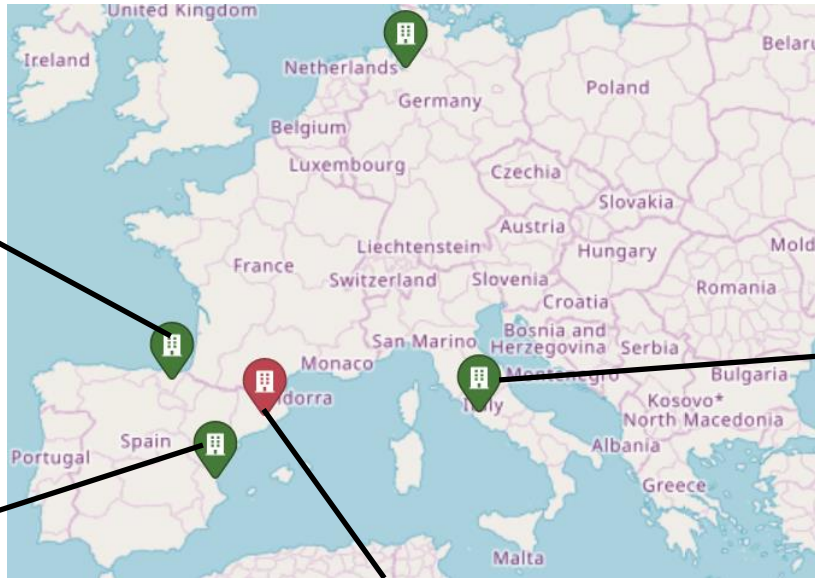 United Kingdom
Ireland
Belaru
Netherlands
Poland
Germany
Belgium
Luxembourg
Czechia
Slovakia
Austria
Liechtenstein
Hungary
Mold
France
Switzerland
Slovenia
Romania
Croatia
San Marino
Bosnia and
Herzegovina
Serbia
Monaco
Montenegro
Bulgaria
dorra
Italy
Kosovo*
North Macedonia
Spain
Portugal
Albania
Greece
Malta